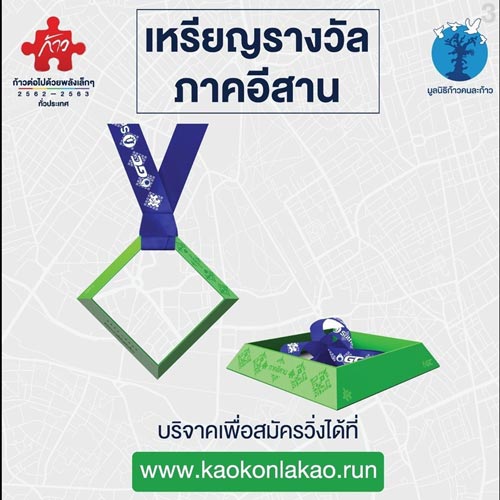 3
ก้าว
ก้าวต่อไปด้วยพลังเล็กๆ
2562 - 2563
ทั่วประเทศ
เหรียญรางวัล
ภาคอีสาน
มูลนิธิก้าวคนละก้าว
GC
GC
บริจาคเพื่อสมัครวิ่งได้ที่
www.kaokonlakao.run